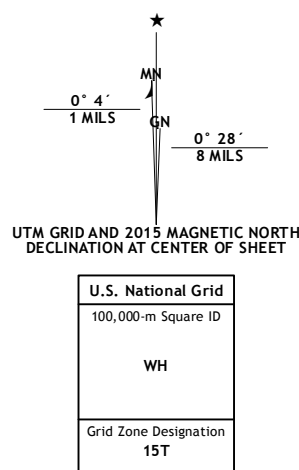 MN
0° 4´
1 MILS
GN
0° 28´
8 MILS
UTM GRID AND 2015 MAGNETIC NORTH
DECLINATION AT CENTER OF SHEET
U.S. National Grid
100,000-m Square ID
WH
Grid Zone Designation
15T